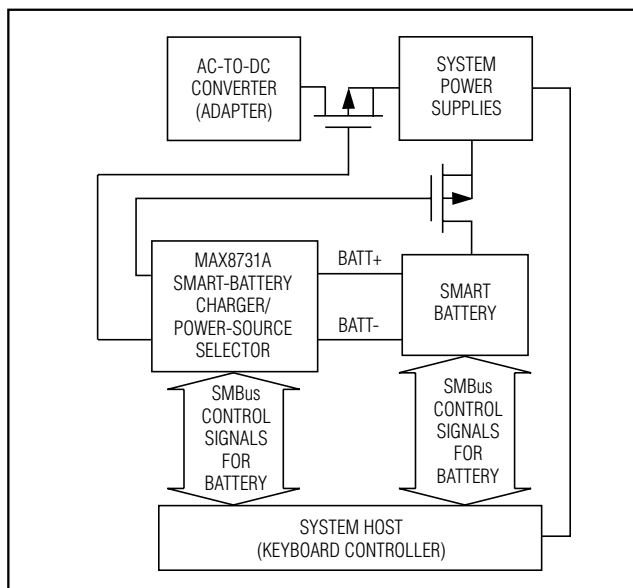 AC-TO-DC
CONVERTER
(ADAPTER)
SYSTEM
POWER
SUPPLIES
MAX8731A
SMART-BATTERY
CHARGER/
POWER-SOURCE
SELECTOR
BATT+
BATT-
SMART
BATTERY
SMBus
CONTROL
SIGNALS
FOR
BATTERY
SMBus
CONTROL
SIGNALS
FOR
BATTERY
SYSTEM HOST
(KEYBOARD CONTROLLER)